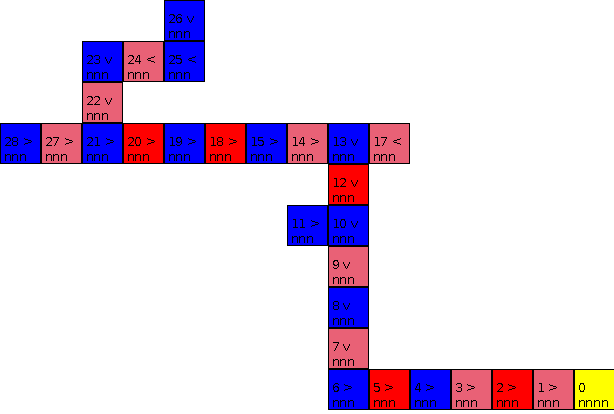 26 v
nnn
23 v 24 < 25 <
nnn nnn nnn
22 v
nnn
28 > 27 > 21 > 20 > 19 > 18 > 15 > 14 > 13 v 17 <
nnn nnn nnn nnn nnn nnn nnn nnn nnn nnn
12 v
nnn
11 > 10 v
nnn nnn
9 v
nnn
8 v
nnn
7 v
nnn
6 > 5 > 4 > 3 > 2 > 1 > 0
nnn nnn nnn nnn nnn nnn nnnn